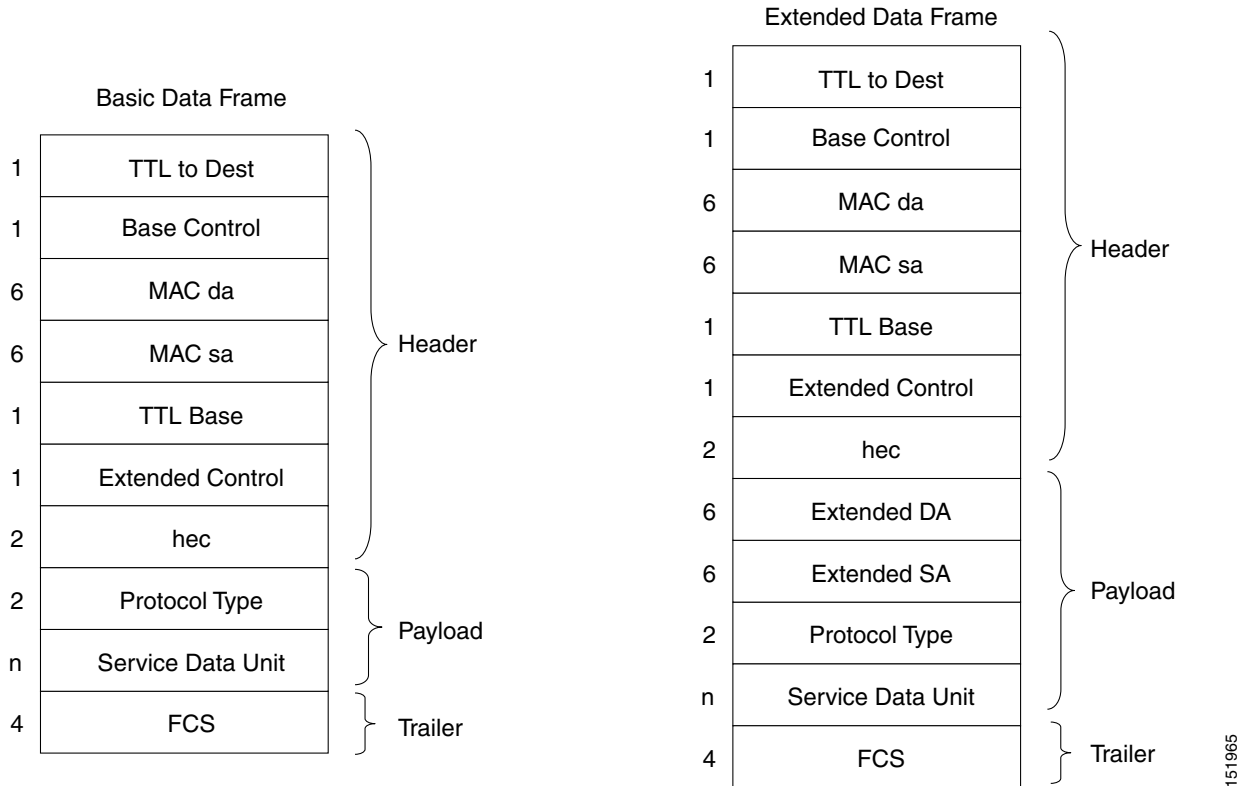 Basic Data Frame
1 TTL to Dest
1 Base Control
6 MAC da
6 MAC sa
1 TTL Base
1 Extended Control
2 hec
Header
2 Protocol Type
n Service Data Unit
Payload
4 FCS
Trailer
Extended Data Frame
1 TTL to Dest
1 Base Control
6 MAC da
6 MAC sa
1 TTL Base
1 Extended Control
2 hec
Header
6 Extended DA
6 Extended SA
2 Protocol Type
n Service Data Unit
Payload
4 FCS
Trailer
151965